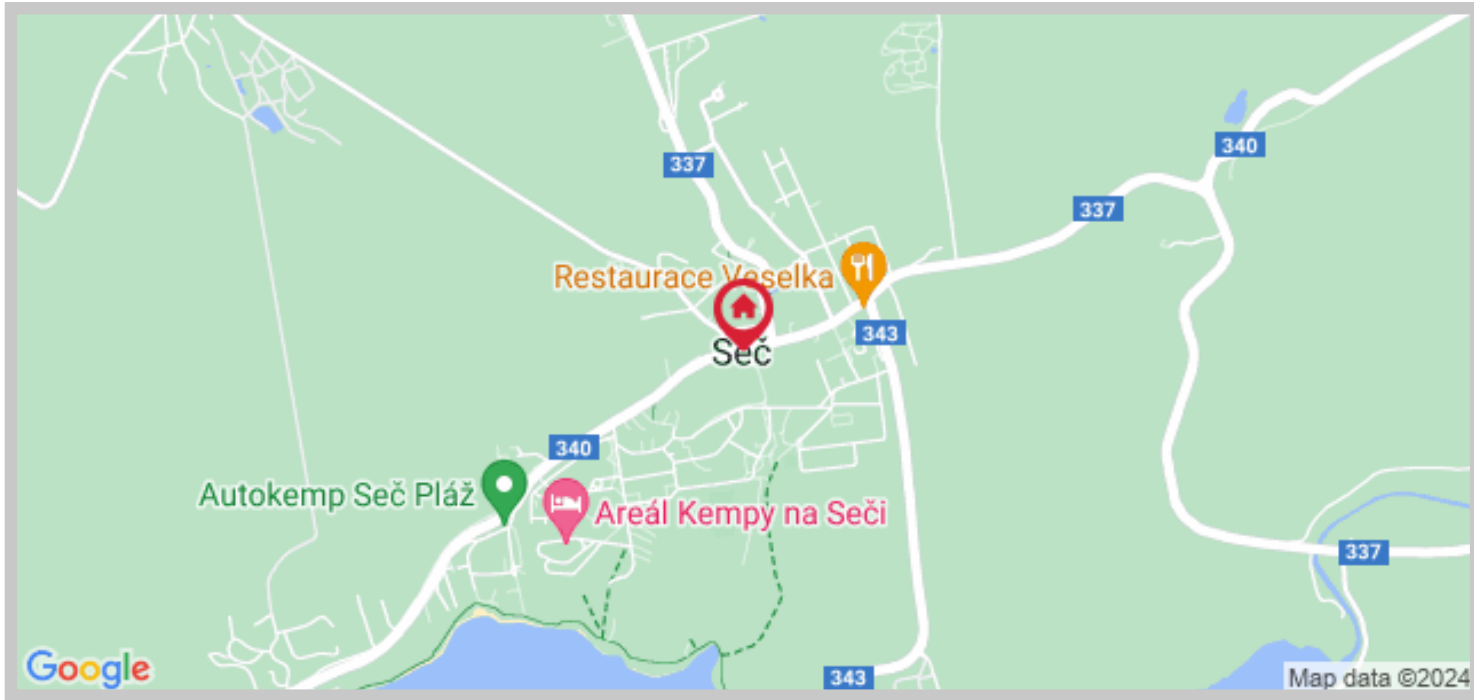 340
337
337
Restaurace Veselka
343
Seč
340
Autokemp Seč Pláž
Areál Kempy na Seči
337
Google
343
Map data ©2024